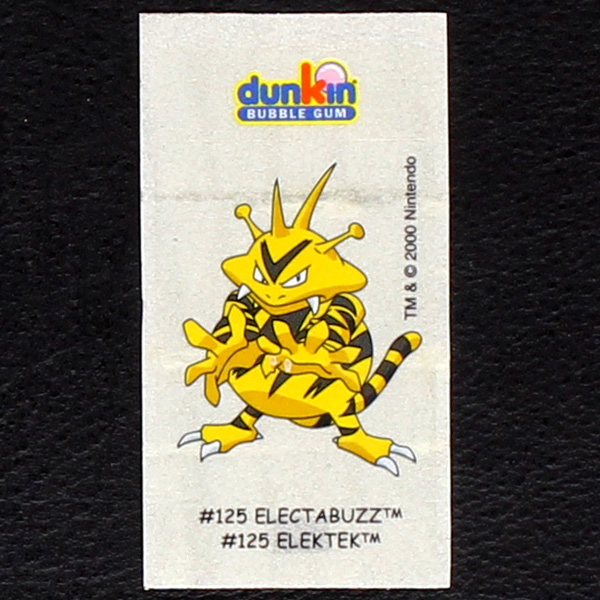 dunkin
BUBBLE GUM
TM & © 2000 Nintendo
#125 ELECTABUZZ™
#125 ELEKTEK™